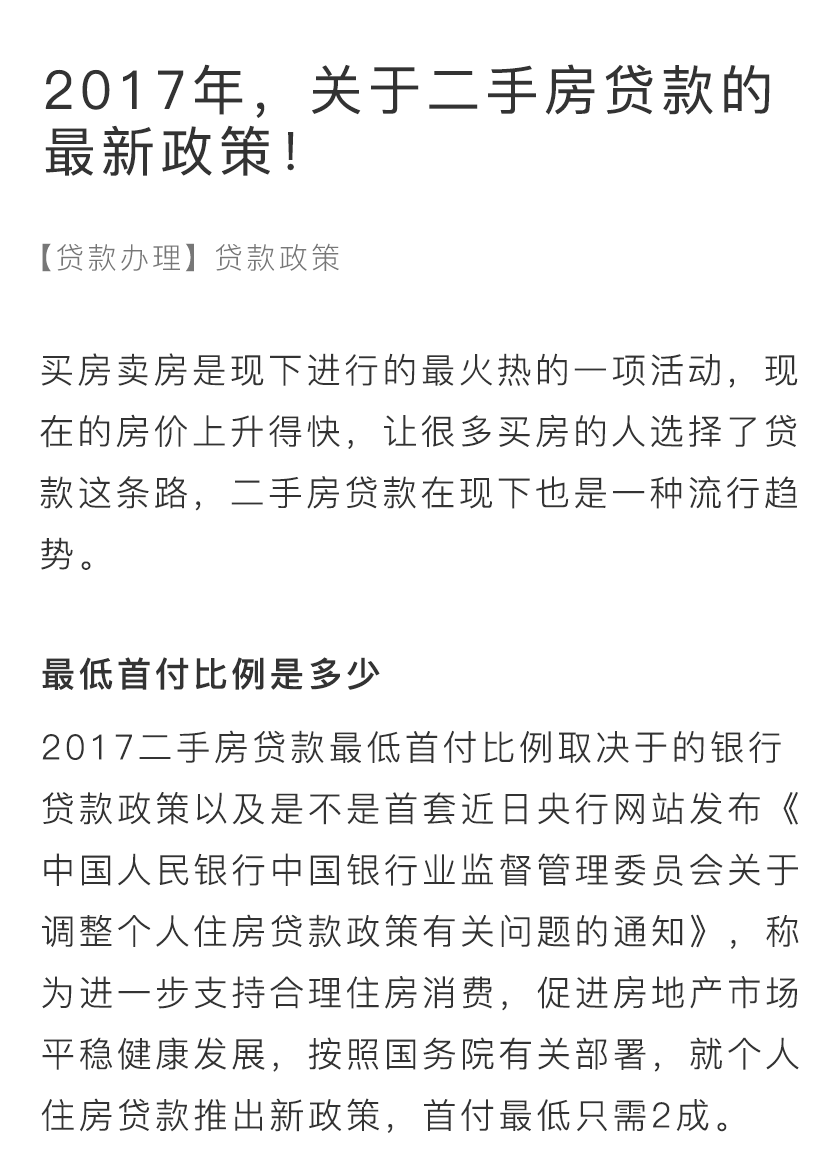 2017年，关于二手房贷款的
最新政策！
【贷款办理】贷款政策
买房卖房是现下进行的最火热的一项活动，现
在的房价上升得快，让很多买房的人选择了贷
款这条路，二手房贷款在现下也是一种流行趋
势。
最低首付比例是多少
2017二手房贷款最低首付比例取决于的银行
贷款政策以及是不是首套近日央行网站发布《
中国人民银行中国银行业监督管理委员会关于
调整个人住房贷款政策有关问题的通知》，称
为进一步支持合理住房消费，促进房地产市场
平稳健康发展，按照国务院有关部署，就个人
住房贷款推出新政策，首付最低只需2成。